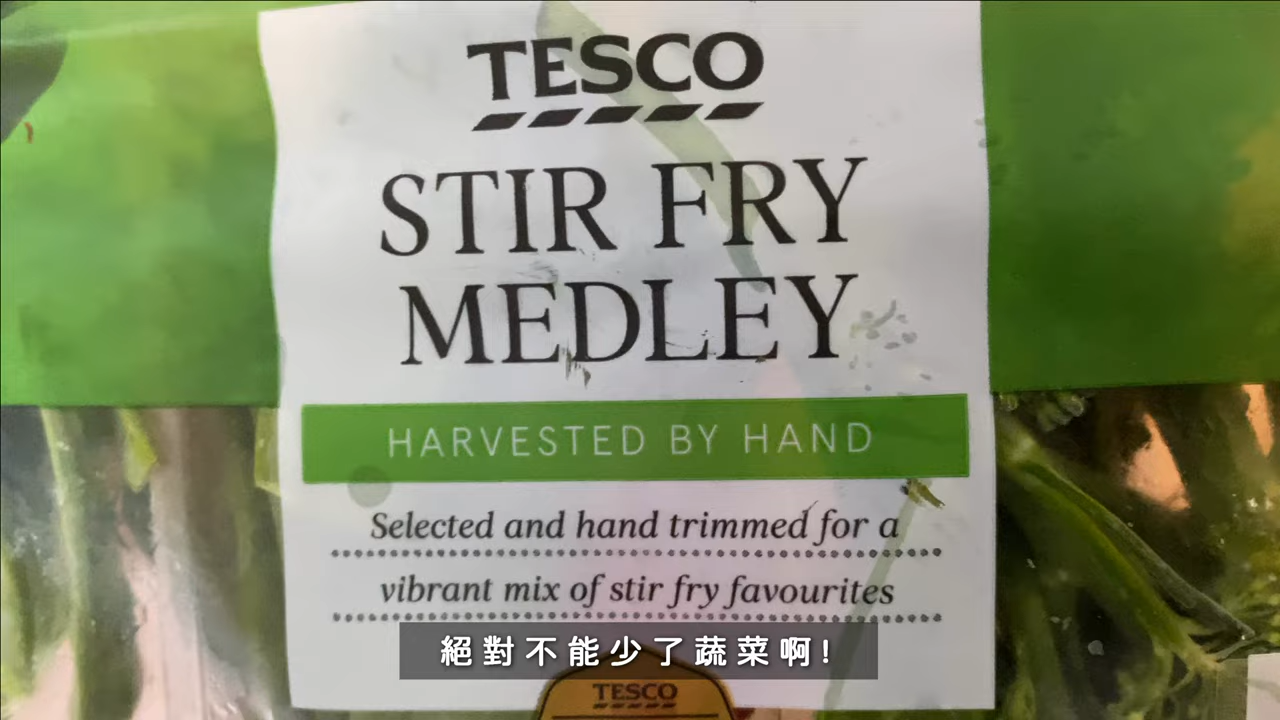 TESCO
STIR FRY
MEDLEY
HARVESTED BY HAND
Selected and hand trimmed for a
vibrant mix of stir fry favourites
絕對不能少了蔬菜啊!
TESCO